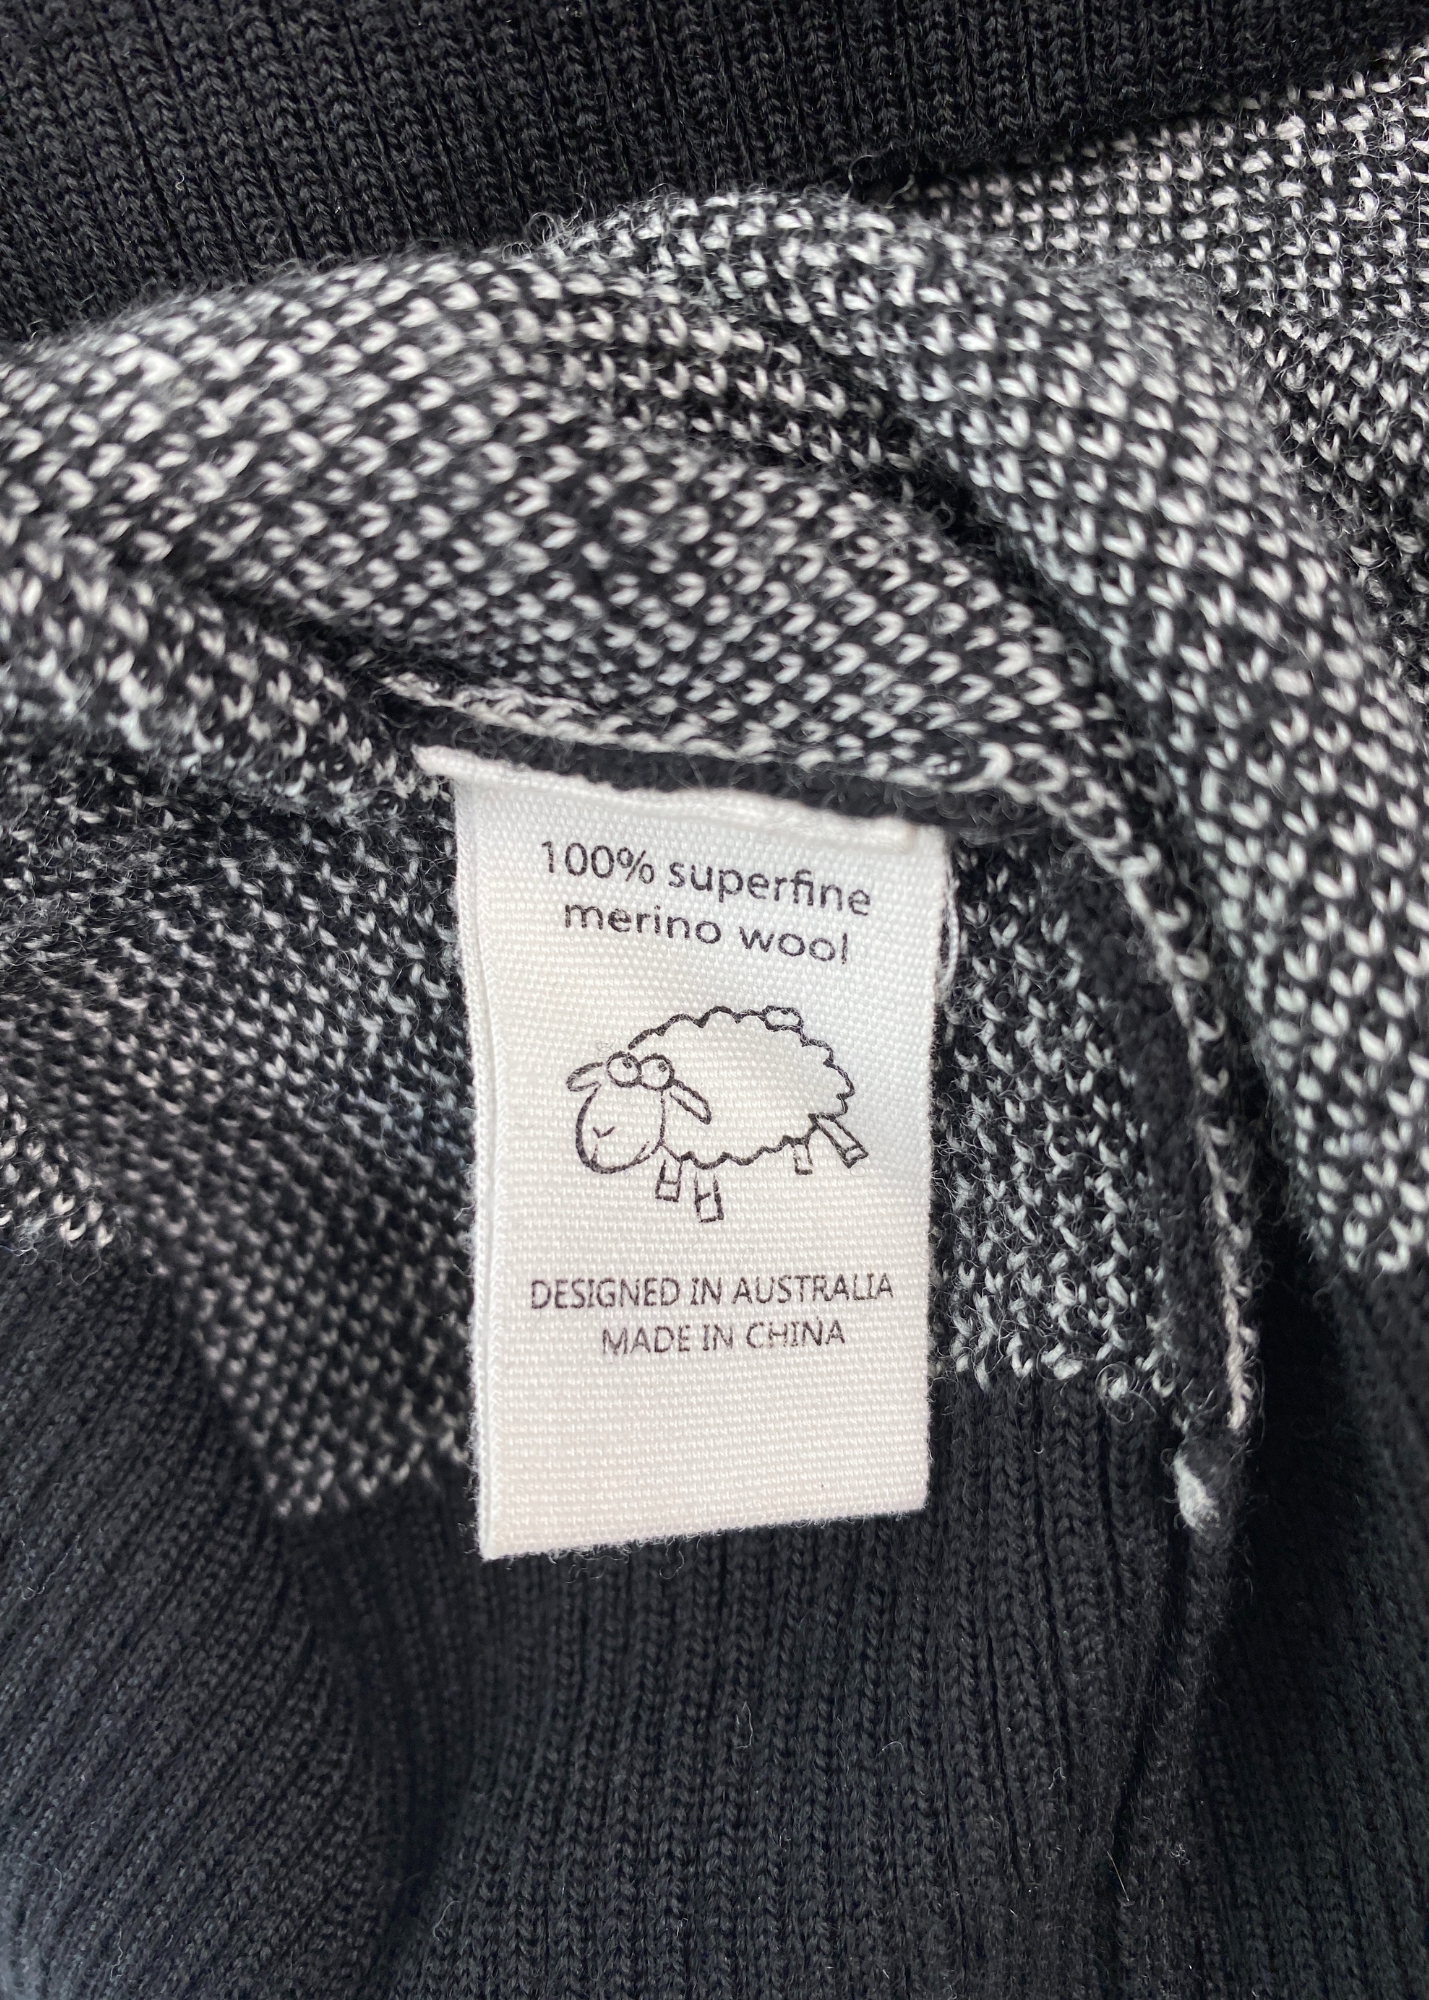 100% superfine
merino wool
DESIGNED IN AUSTRALIA
MADE IN CHINA